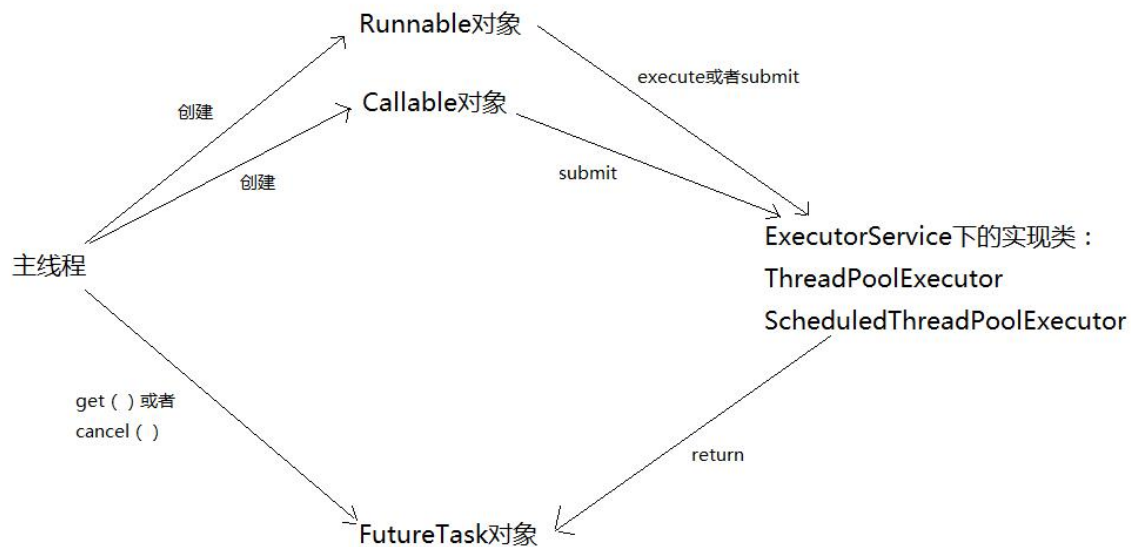 Runnable对象
execute或者submit
Callable对象
创建
创建
submit
ExecutorService下的实现类：
主线程
ThreadPoolExecutor
ScheduledThreadPoolExecutor
get（）或者
cancel（）
return
FutureTask对象